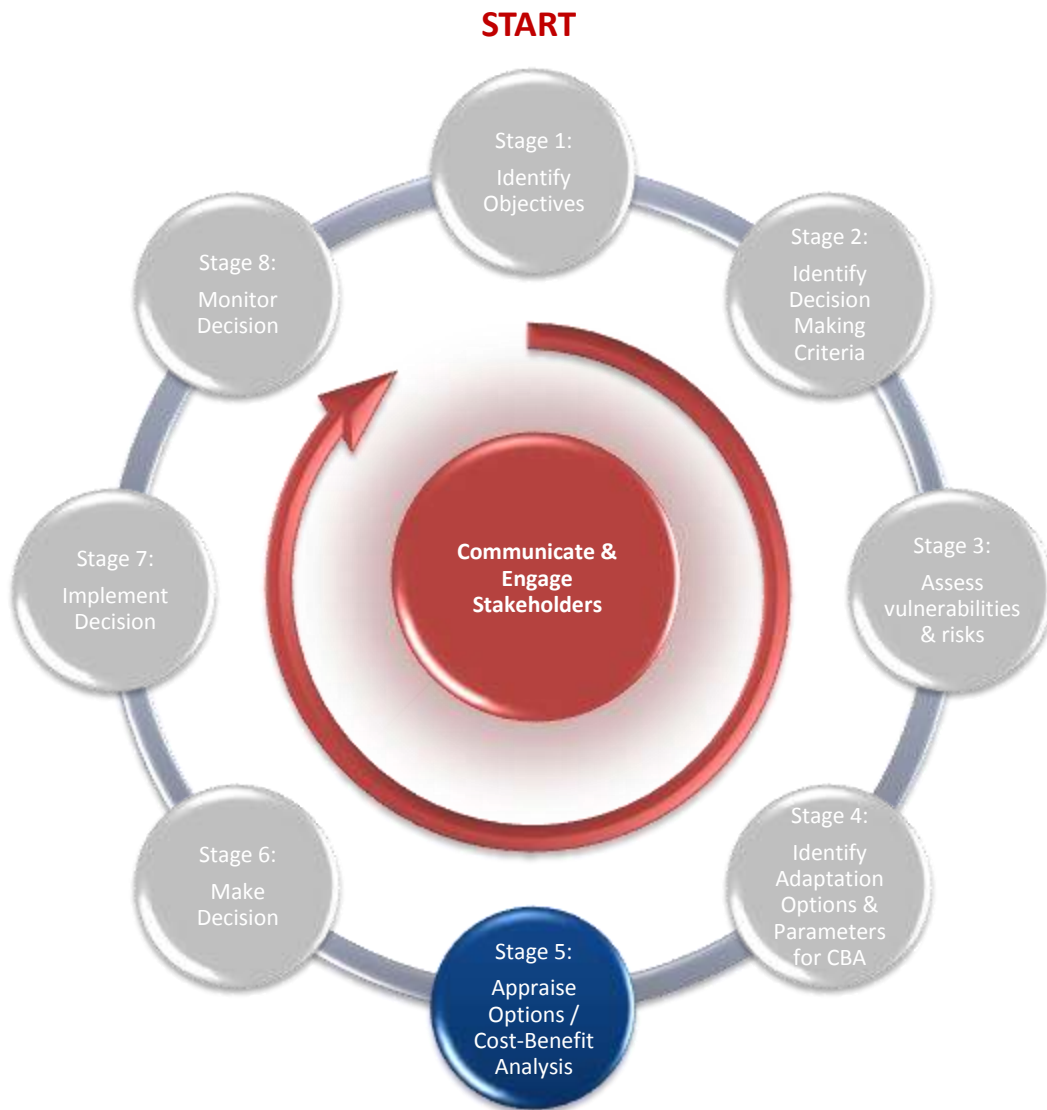 START
Stage 1:
Identify
Objectives
Stage 2:
Identify
Decision
Making
Criteria
Stage 3:
Assess
vulnerabilities
& risks
Stage 4:
Identify
Adaptation
Options &
Parameters
for CBA
Stage 5:
Appraise
Options /
Cost-Benefit
Analysis
Stage 6:
Make
Decision
Stage 7:
Implement
Decision
Stage 8:
Monitor
Decision
Communicate &
Engage
Stakeholders